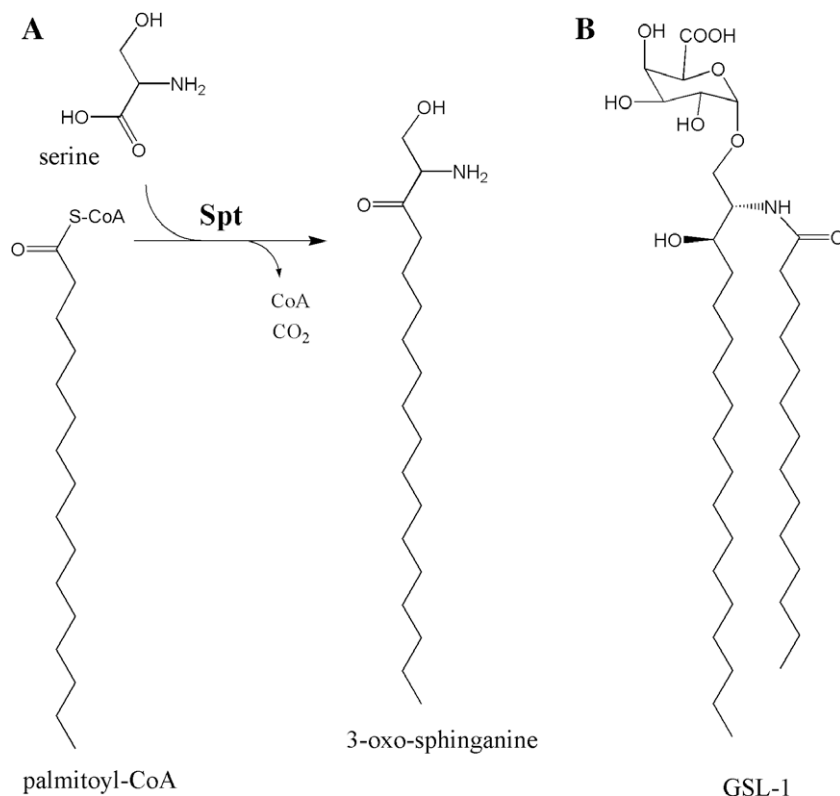 A
OH
NH₂
HO
O
serine
S-CoA
O
Spt
CoA
CO₂
palmitoyl-CoA
OH
NH₂
O
3-oxo-sphinganine
B
OH
COOH
O
HO
HO
O
HO
NH
O
GSL-1